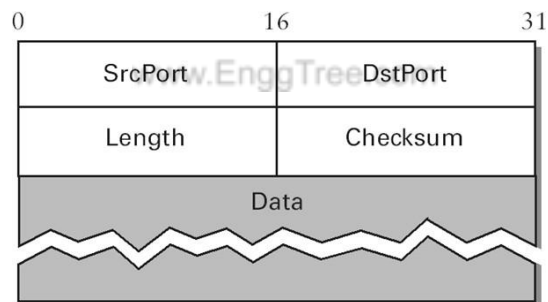 0 16 31
SrcPort DstPort
www.EnggTree.com
Length Checksum
Data